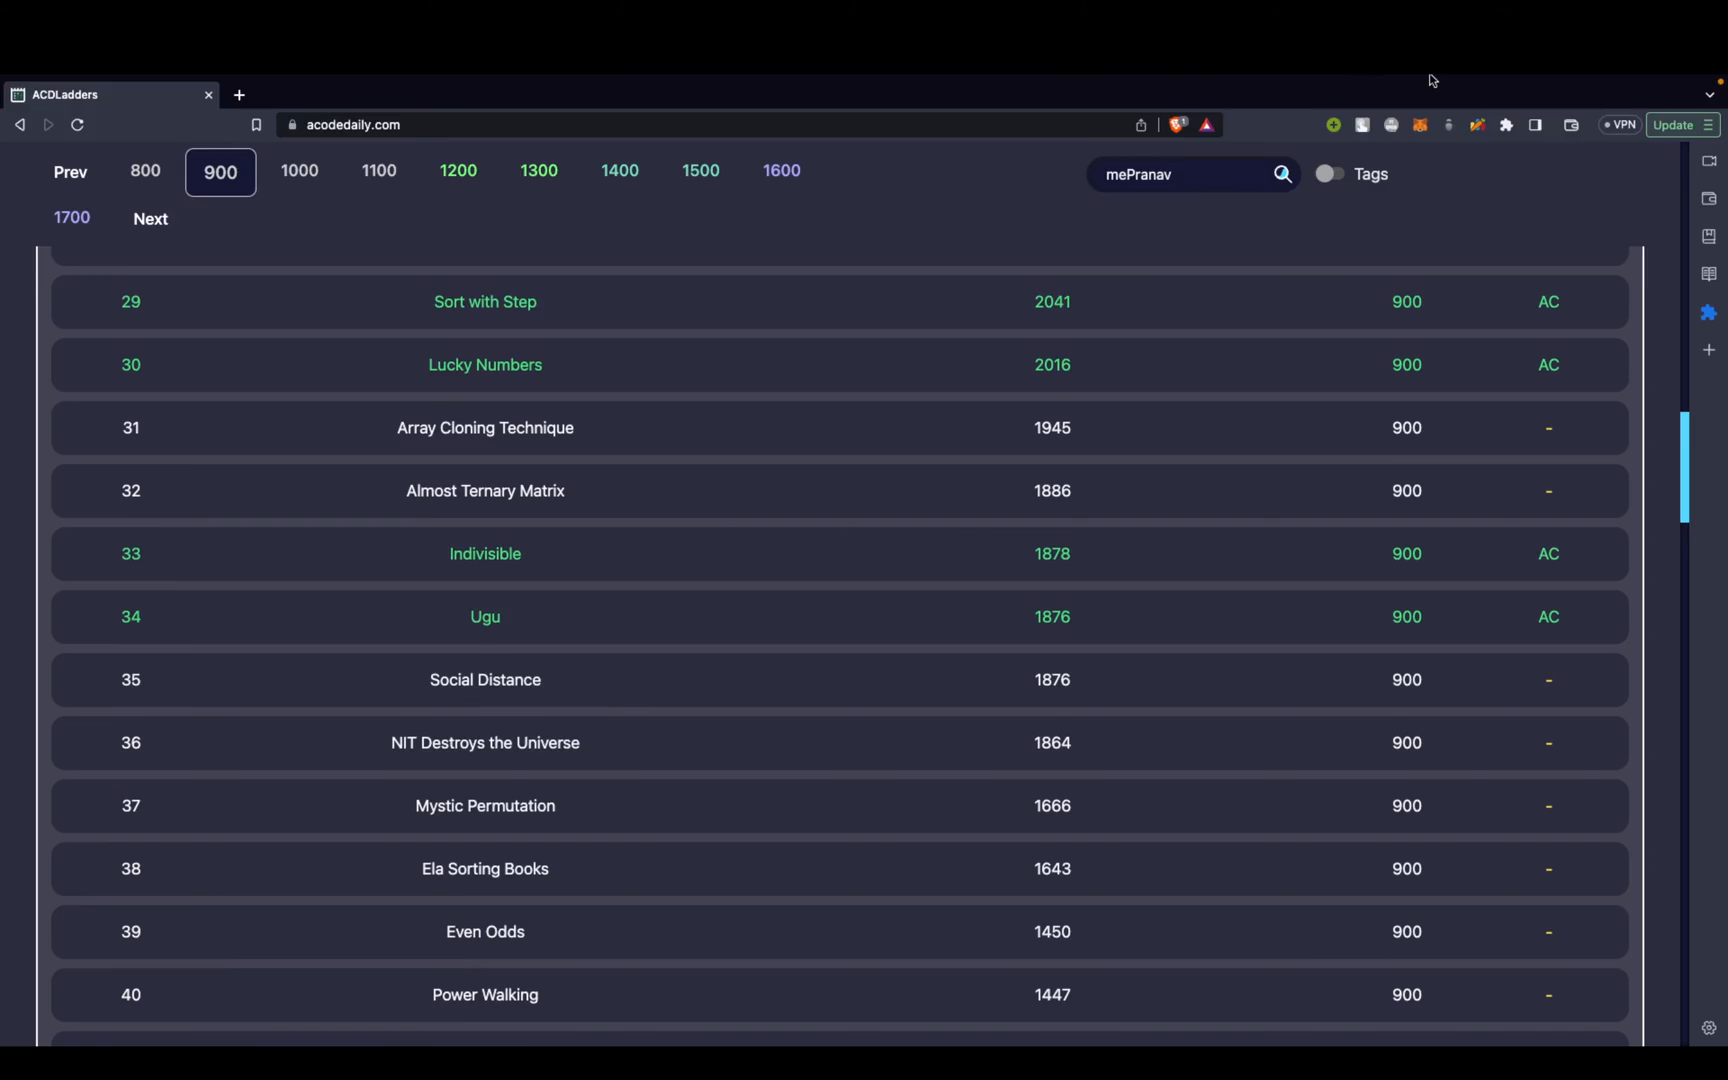 ACDLadders
acodedaily.com
1
VPN
Update
Prev 800 900 1000 1100 1200 1300 1400 1500 1600
mePranav
Tags
1700 Next
29 Sort with Step 2041 900 AC
30 Lucky Numbers 2016 900 AC
31 Array Cloning Technique 1945 900 -
32 Almost Ternary Matrix 1886 900 -
33 Indivisible 1878 900 AC
34 Ugu 1876 900 AC
35 Social Distance 1876 900 -
36 NIT Destroys the Universe 1864 900 -
37 Mystic Permutation 1666 900 -
38 Ela Sorting Books 1643 900 -
39 Even Odds 1450 900 -
40 Power Walking 1447 900 -